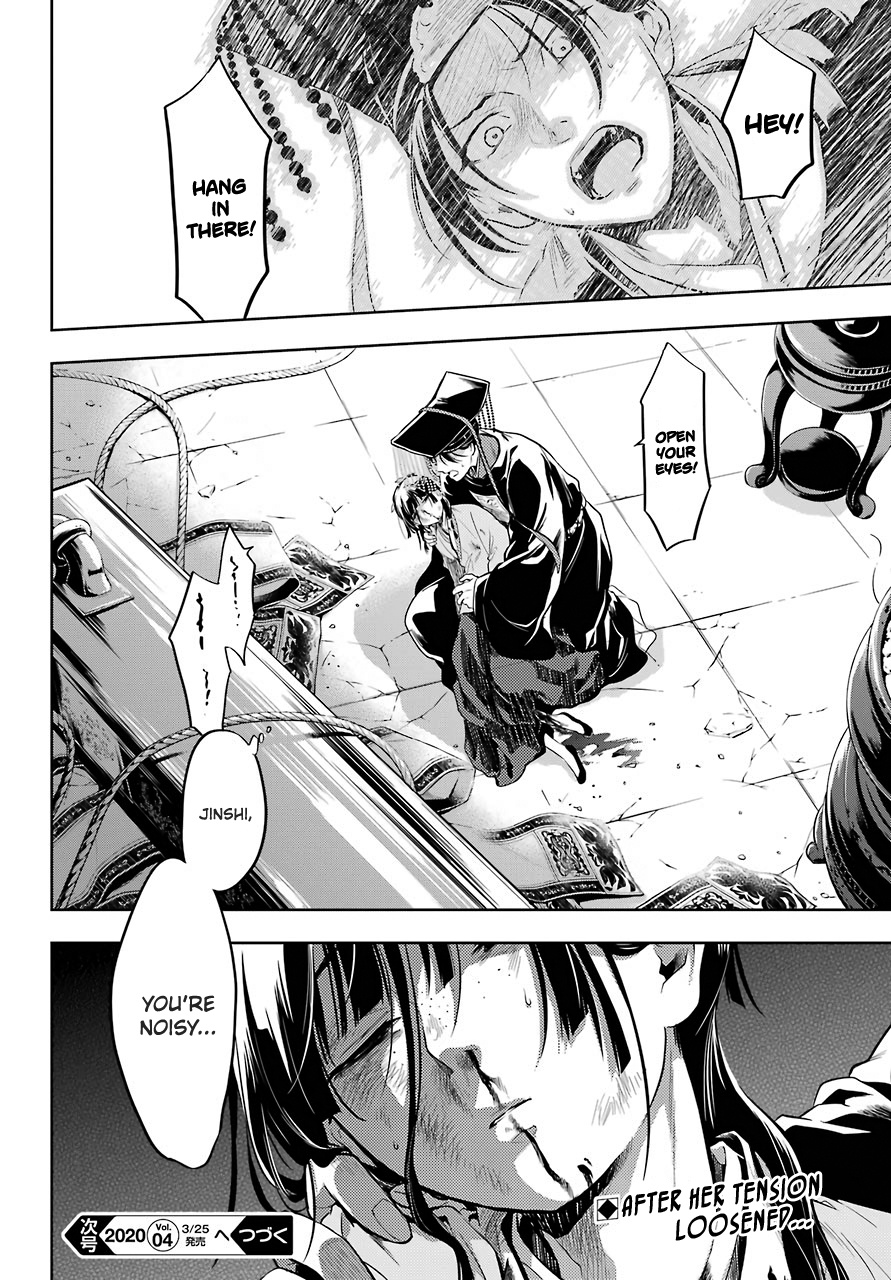 HEY!
HANG
IN
THERE!
OPEN
YOUR
EYES!
JINSHI,
YOU'RE
NOISY...
AFTER HER TENSION
LOOSENED...
次号 2020 Vol. 04 3/25 発売 へ つづく